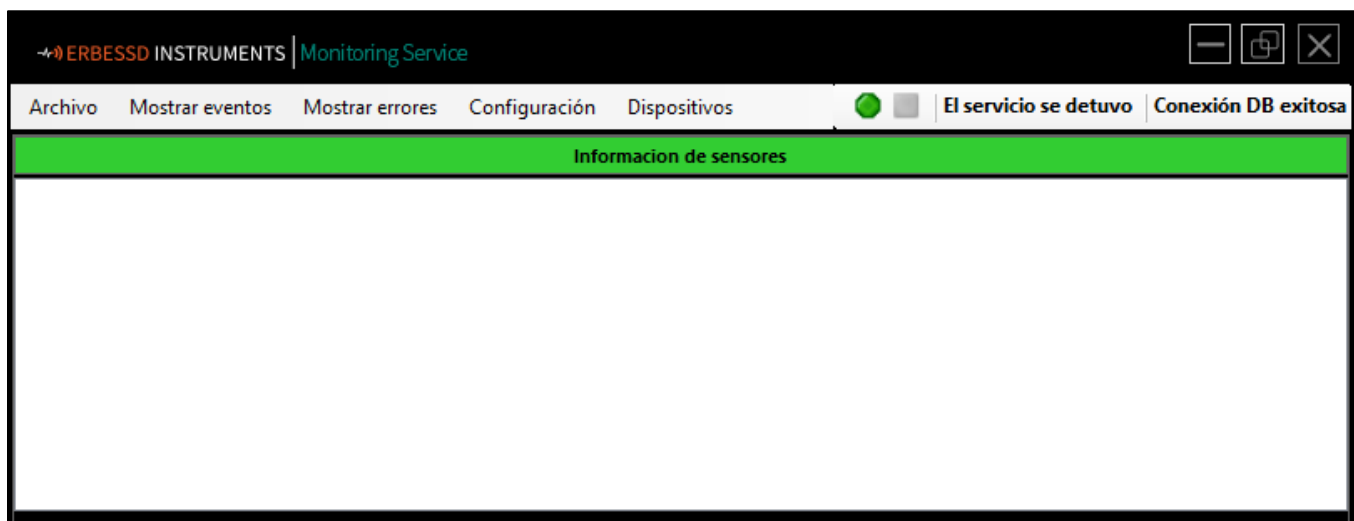 ERBESSD INSTRUMENTS Monitoring Service
Archivo Mostrar eventos Mostrar errores Configuración Dispositivos El servicio se detuvo Conexión DB exitosa
Informacion de sensores